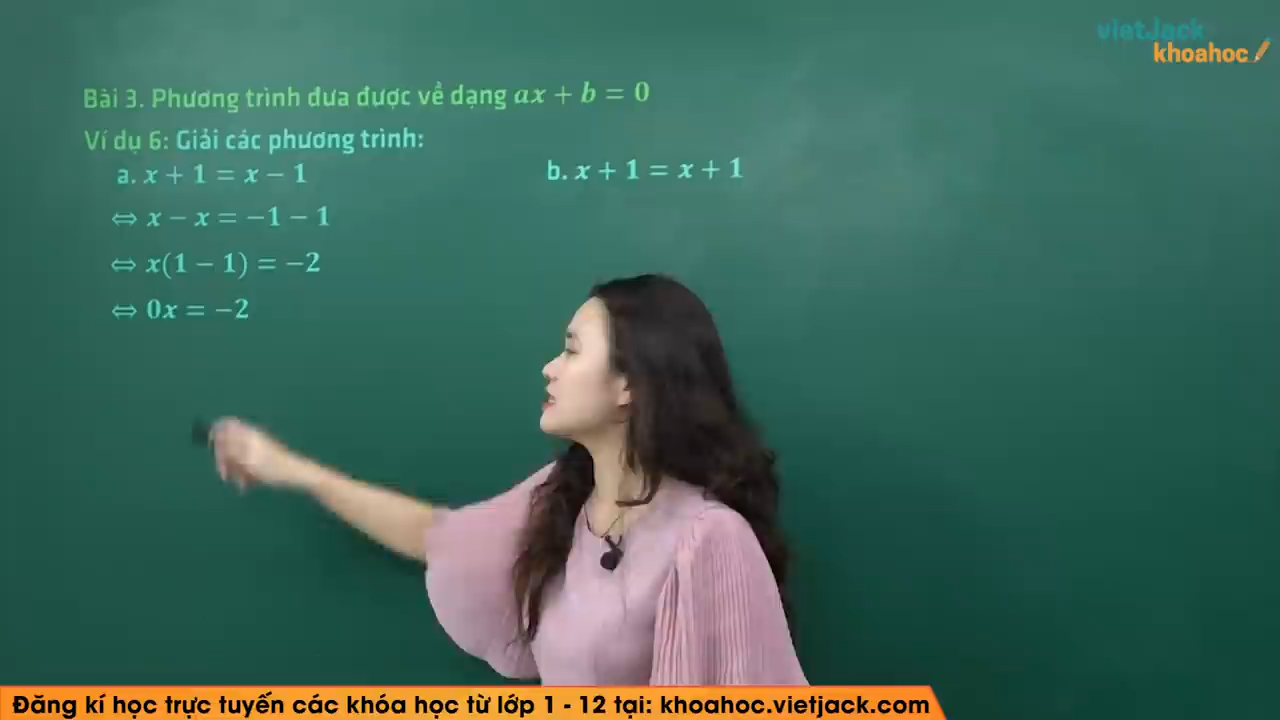 vietJack
khoahoc
Bài 3. Phương trình đưa được về dạng ax + b = 0
Ví dụ 6: Giải các phương trình:
a. x + 1 = x − 1
⇔ x − x = −1 − 1
⇔ x(1 − 1) = −2
⇔ 0x = −2
b. x + 1 = x + 1
Đăng kí học trực tuyến các khóa học từ lớp 1 - 12 tại: khoahoc.vietjack.com